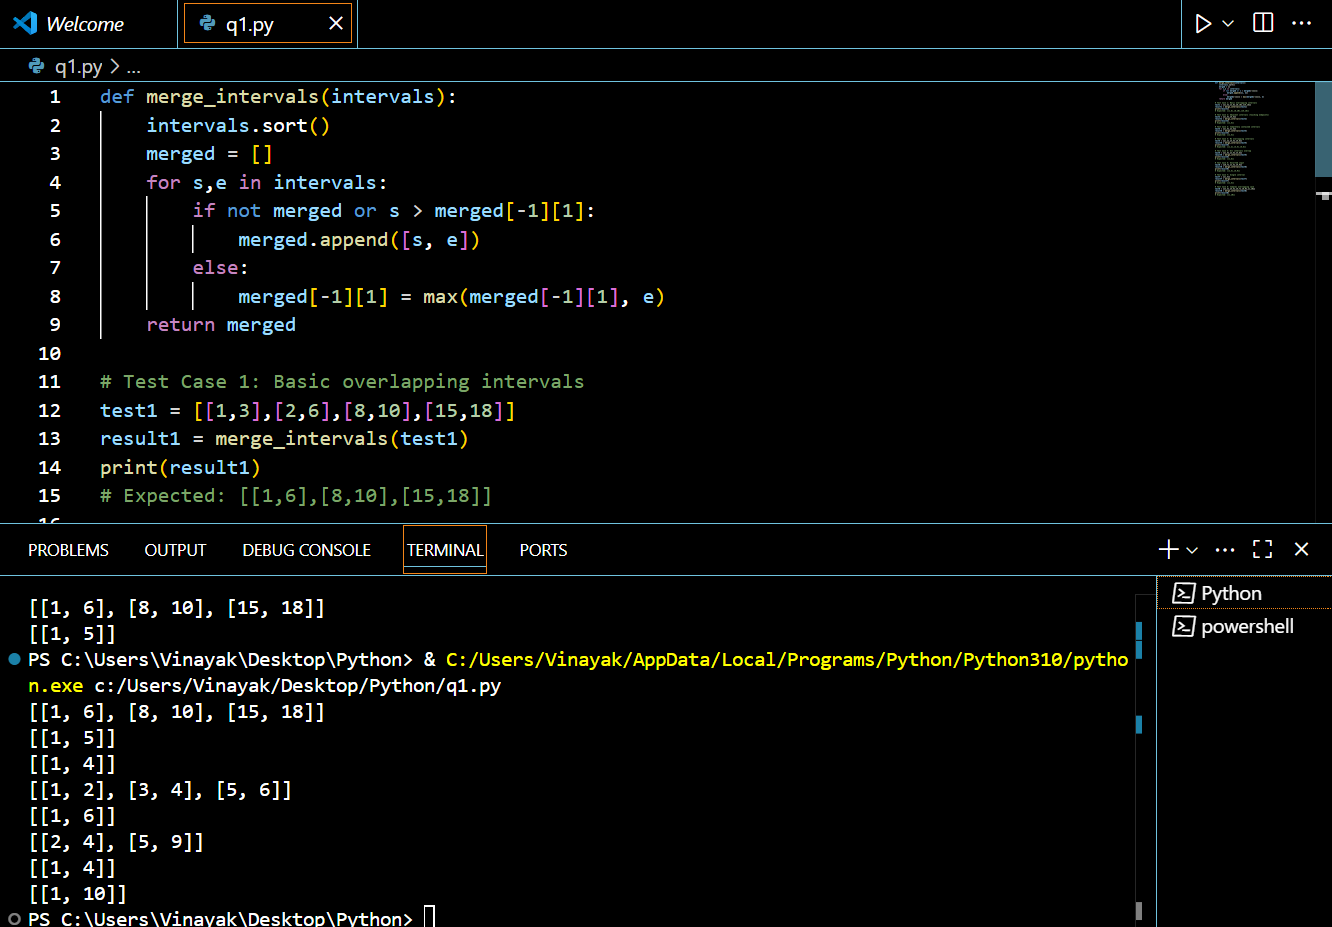 Welcome
q1.py
q1.py > ...
1 def merge_intervals(intervals):
2 intervals.sort()
3 merged = []
4 for s,e in intervals:
5 if not merged or s > merged[-1][1]:
6 merged.append([s, e])
7 else:
8 merged[-1][1] = max(merged[-1][1], e)
9 return merged
10
11 # Test Case 1: Basic overlapping intervals
12 test1 = [[1,3],[2,6],[8,10],[15,18]]
13 result1 = merge_intervals(test1)
14 print(result1)
15 # Expected: [[1,6],[8,10],[15,18]]
16
PROBLEMS OUTPUT DEBUG CONSOLE TERMINAL PORTS
[[1, 6], [8, 10], [15, 18]]
[[1, 5]]
PS C:\Users\Vinayak\Desktop\Python> & C:/Users/Vinayak/AppData/Local/Programs/Python/Python310/pytho
n.exe c:/Users/Vinayak/Desktop/Python/q1.py
[[1, 6], [8, 10], [15, 18]]
[[1, 5]]
[[1, 4]]
[[1, 2], [3, 4], [5, 6]]
[[1, 6]]
[[2, 4], [5, 9]]
[[1, 4]]
[[1, 10]]
PS C:\Users\Vinayak\Desktop\Python>
Python
powershell